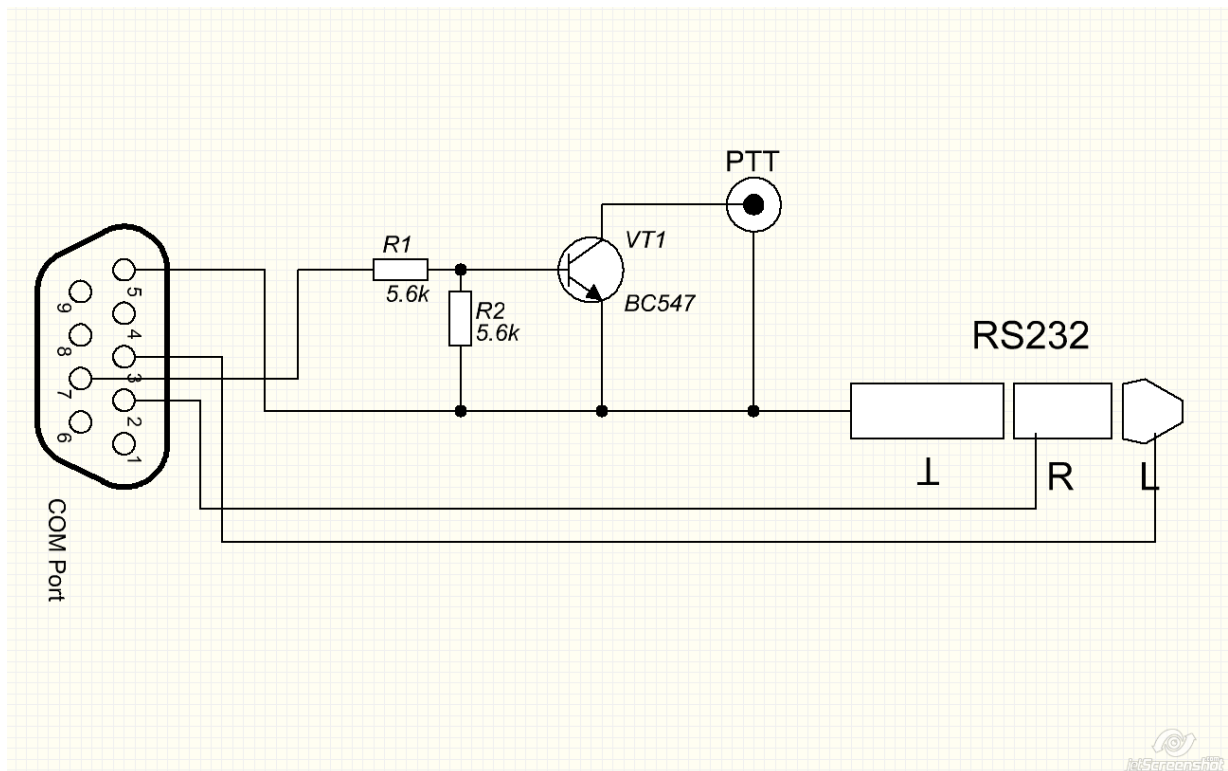 PTT
R1
5.6k
VT1
BC547
R2
5.6k
RS232
5
9
4
8
3
7
2
6
1
⊥
R
L
COM Port
jetScreenshot